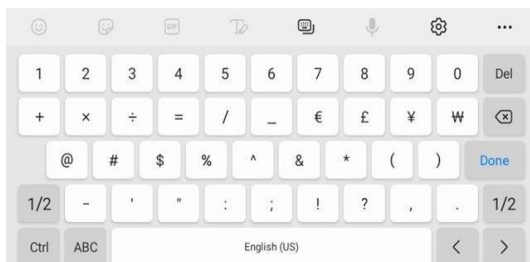 GIF T
1 2 3 4 5 6 7 8 9 0 Del
+ × ÷ = / _ € £ ¥ ₩
@ # $ % ^ & * ( ) Done
1/2 - ' " : ; ! ? , . 1/2
Ctrl ABC English (US) < >